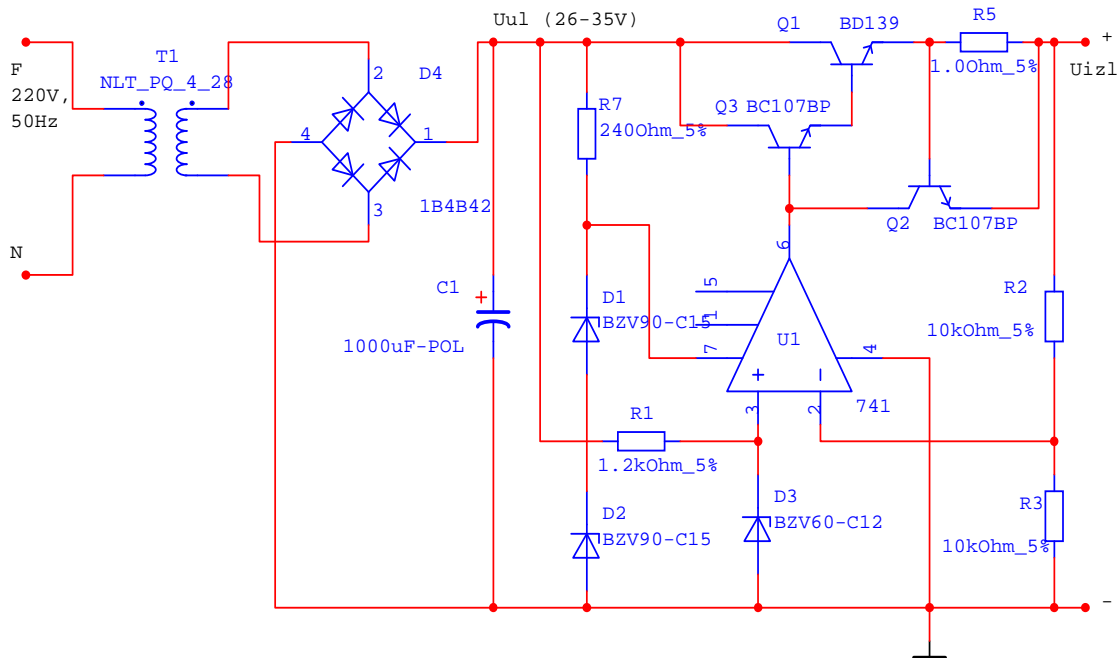 Uul (26-35V)
Q1
BD139
R5
+
F
T1
1.0Ohm_5%
Uizl
220V,
NLT_PQ_4_28
2
D4
50Hz
R7
Q3 BC107BP
4
1
240Ohm_5%
3
1B4B42
Q2
BC107BP
N
6
C1
+
D1
5
R2
BZV90-C15
1
U1
10kOhm_5%
1000uF-POL
7
4
+
-
3
2
741
R1
1.2kOhm_5%
D3
D2
BZV60-C12
R3
BZV90-C15
10kOhm_5%
-